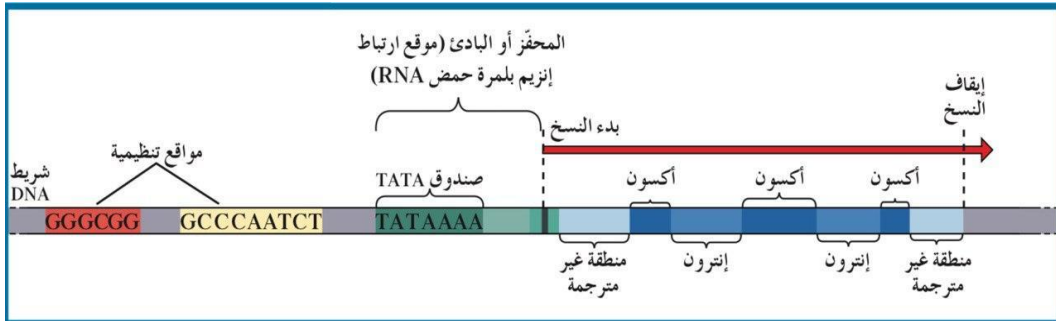 المحفّز أو البادئ (موقع ارتباط
إنزيم بلمرة حمض RNA)
إيقاف
النسخ
بدء النسخ
مواقع تنظيمية
شريط
DNA
صندوق TATA
أكسون
أكسون
أكسون
GGGCGG
GCCCAATCT
TATAAAA
منطقة غير
مترجمة
إنترون
إنترون
منطقة غير
مترجمة